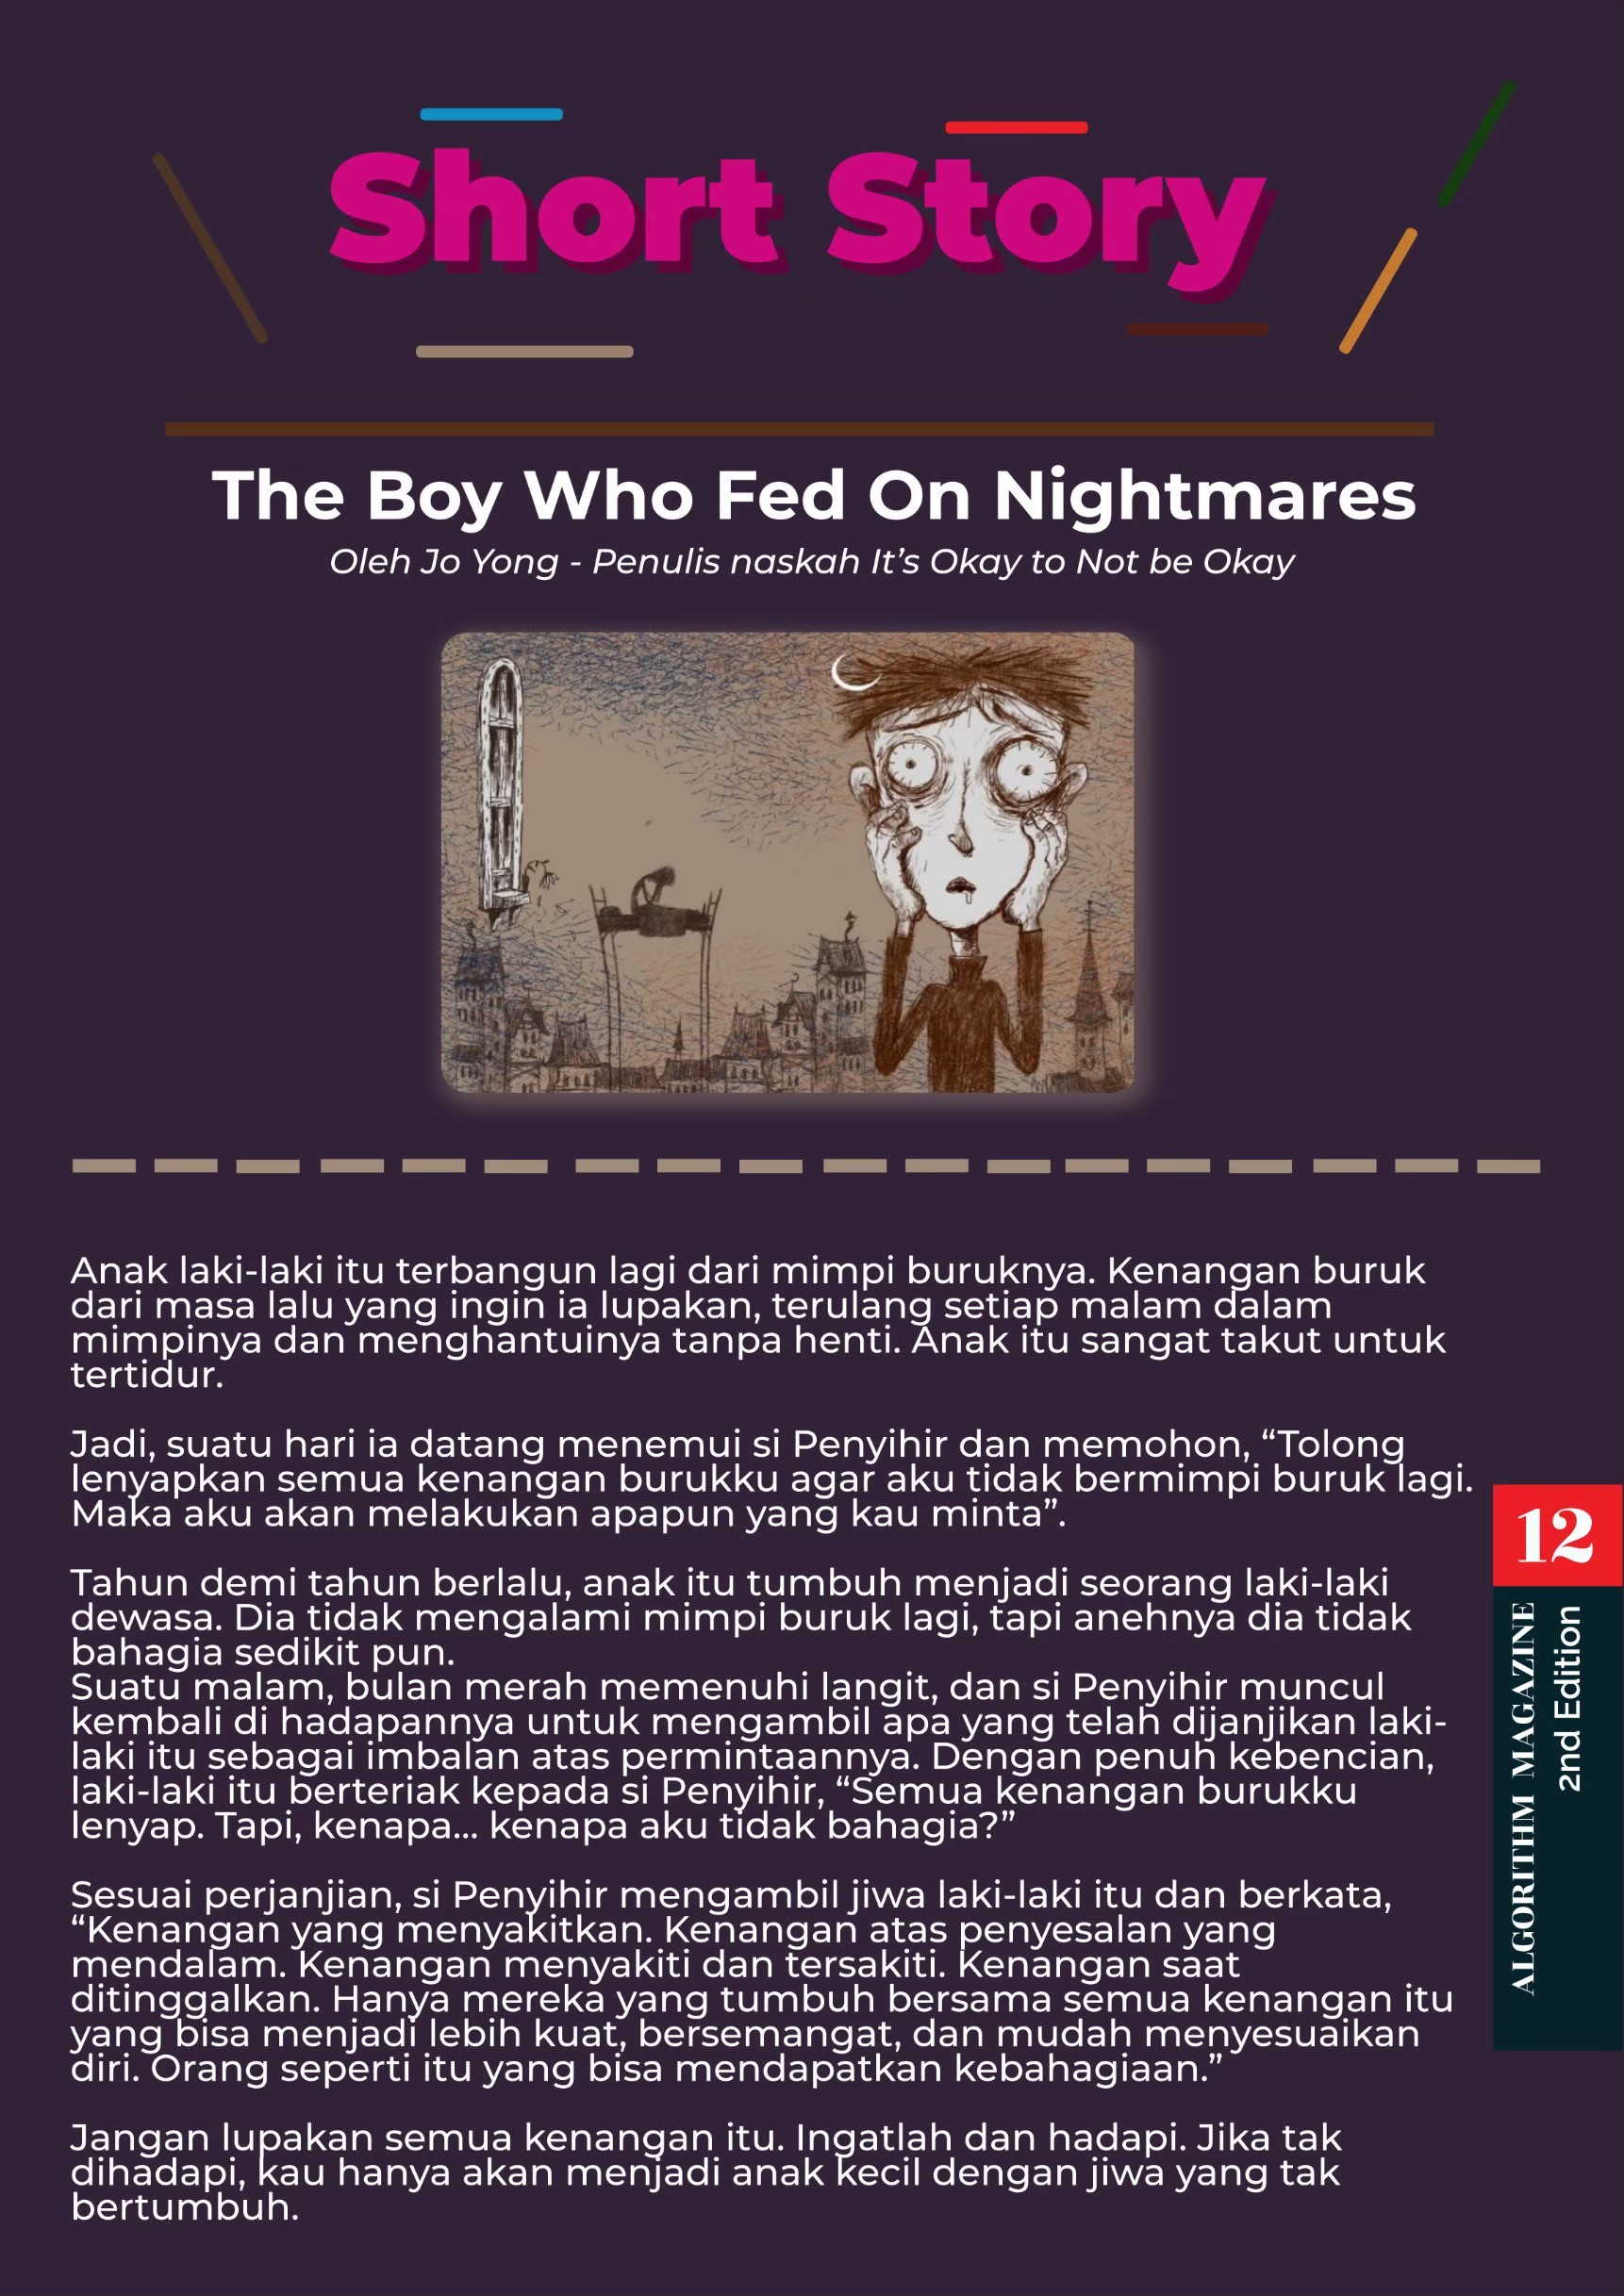 Short Story
The Boy Who Fed On Nightmares
Oleh Jo Yong - Penulis naskah It’s Okay to Not be Okay
Anak laki-laki itu terbangun lagi dari mimpi buruknya. Kenangan buruk
dari masa lalu yang ingin ia lupakan, terulang setiap malam dalam
mimpinya dan menghantuinya tanpa henti. Anak itu sangat takut untuk
tertidur.
Jadi, suatu hari ia datang menemui si Penyihir dan memohon, “Tolong
lenyapkan semua kenangan burukku agar aku tidak bermimpi buruk lagi.
Maka aku akan melakukan apapun yang kau minta”.
Tahun demi tahun berlalu, anak itu tumbuh menjadi seorang laki-laki
dewasa. Dia tidak mengalami mimpi buruk lagi, tapi anehnya dia tidak
bahagia sedikit pun.
Suatu malam, bulan merah memenuhi langit, dan si Penyihir muncul
kembali di hadapannya untuk mengambil apa yang telah dijanjikan laki-
laki itu sebagai imbalan atas permintaannya. Dengan penuh kebencian,
laki-laki itu berteriak kepada si Penyihir, “Semua kenangan burukku
lenyap. Tapi, kenapa... kenapa aku tidak bahagia?”
Sesuai perjanjian, si Penyihir mengambil jiwa laki-laki itu dan berkata,
“Kenangan yang menyakitkan. Kenangan atas penyesalan yang
mendalam. Kenangan menyakiti dan tersakiti. Kenangan saat
ditinggalkan. Hanya mereka yang tumbuh bersama semua kenangan itu
yang bisa menjadi lebih kuat, bersemangat, dan mudah menyesuaikan
diri. Orang seperti itu yang bisa mendapatkan kebahagiaan.”
Jangan lupakan semua kenangan itu. Ingatlah dan hadapi. Jika tak
dihadapi, kau hanya akan menjadi anak kecil dengan jiwa yang tak
bertumbuh.
12
ALGORITHM MAGAZINE
2nd Edition